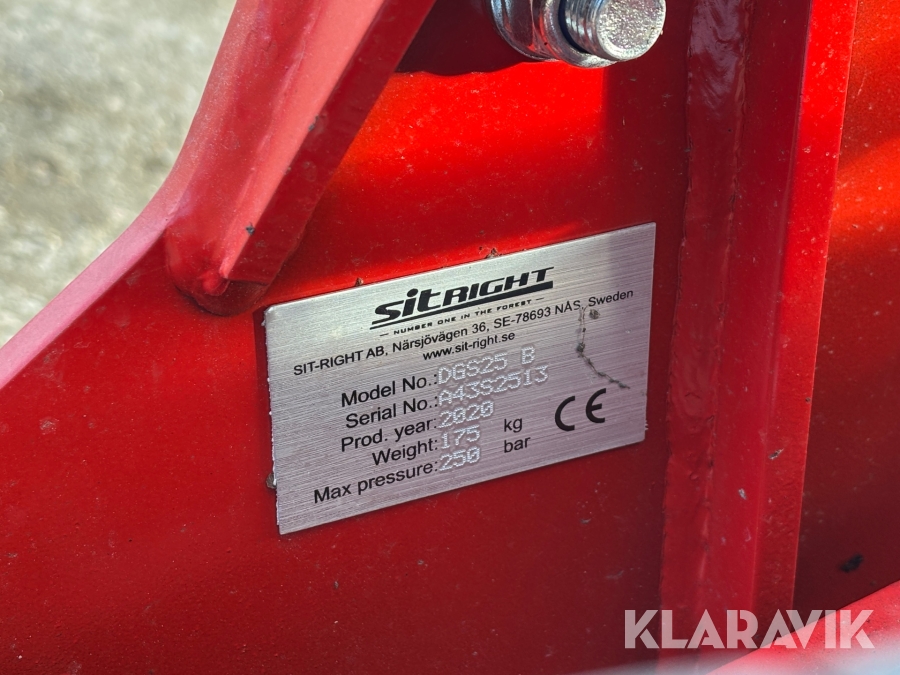 SitRIGHT
— NUMBER ONE IN THE FOREST —
SIT-RIGHT AB, Närsjövägen 36, SE-78693 NÅS, Sweden
www.sit-right.se
Model No.: DGS25 B
Serial No.: A43S2513
Prod. year: 2020
Weight: 175 kg
Max pressure: 250 bar
CE
KLARAVIK